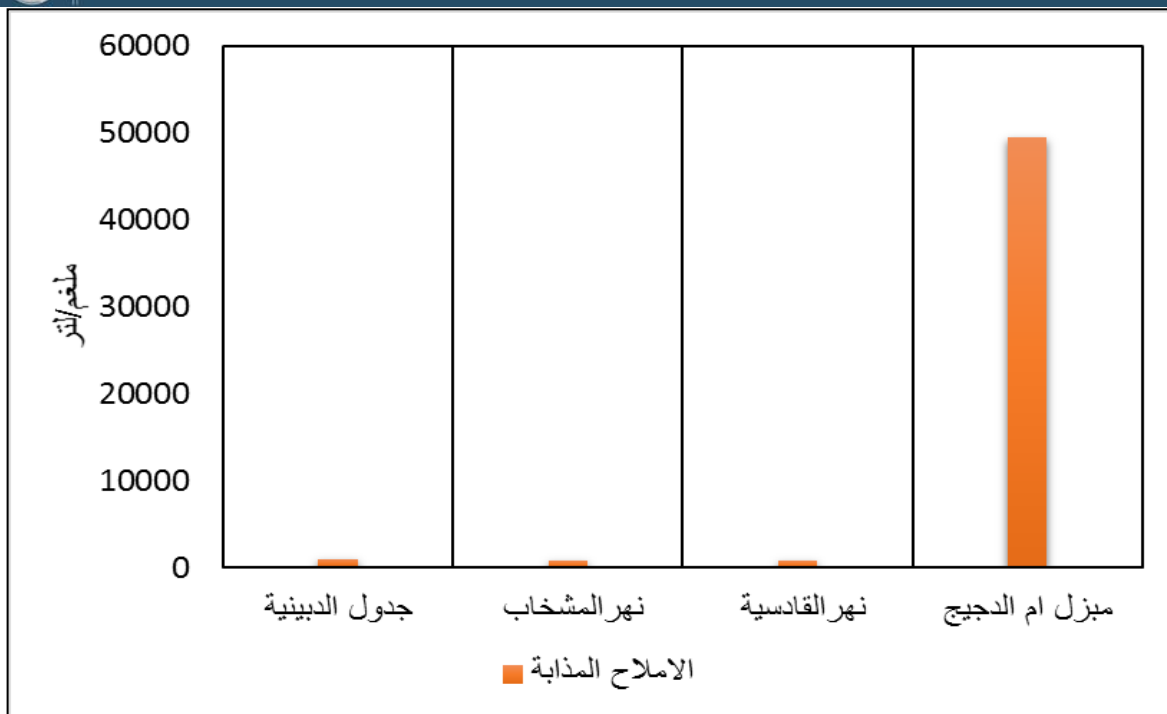 60000
50000
40000
30000
20000
10000
0
ملغم/لتر
جدول الدبينية
نهرالمشخاب
نهرالقادسية
مبزل ام الدجيج
الاملاح المذابة